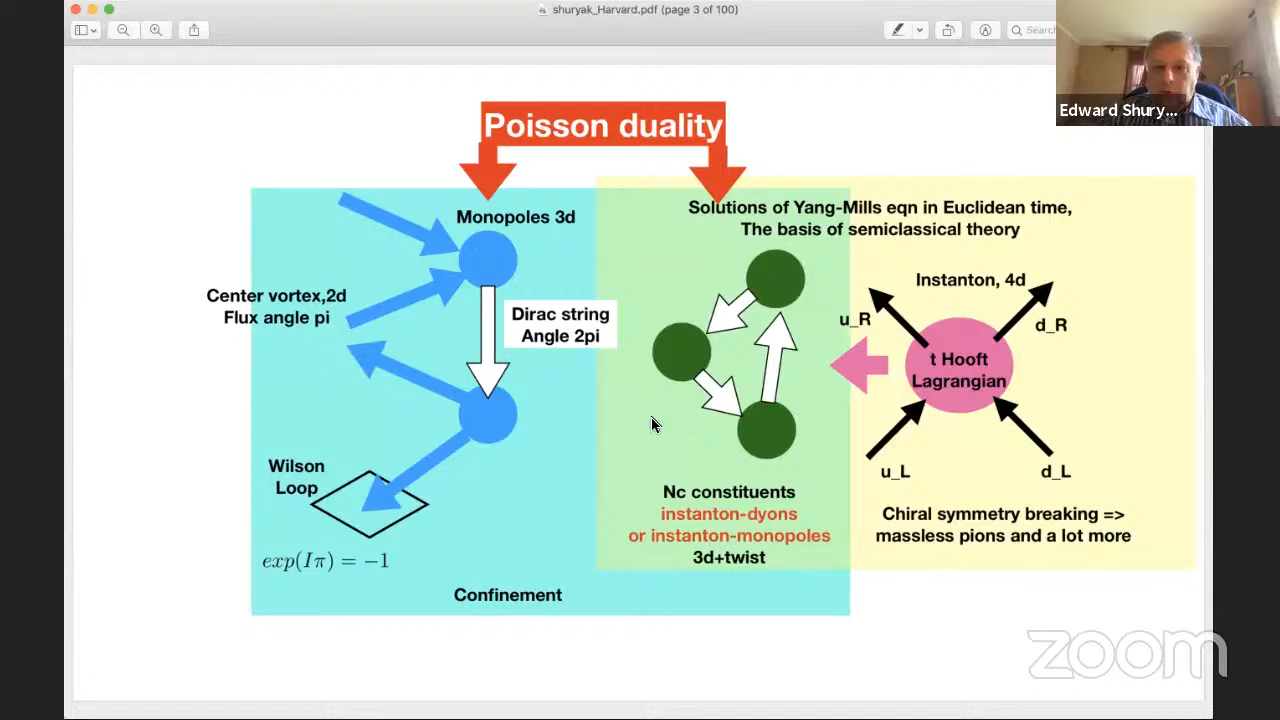 shuryak_Harvard.pdf (page 3 of 100)
Search
Edward Shury...
Poisson duality
Monopoles 3d
Solutions of Yang-Mills eqn in Euclidean time,
The basis of semiclassical theory
Center vortex,2d
Flux angle pi
Dirac string
Angle 2pi
Instanton, 4d
u_R
d_R
t Hooft
Lagrangian
u_L
d_L
Wilson
Loop
exp(Iπ) = −1
Nc constituents
instanton-dyons
or instanton-monopoles
3d+twist
Chiral symmetry breaking =>
massless pions and a lot more
Confinement
zoom